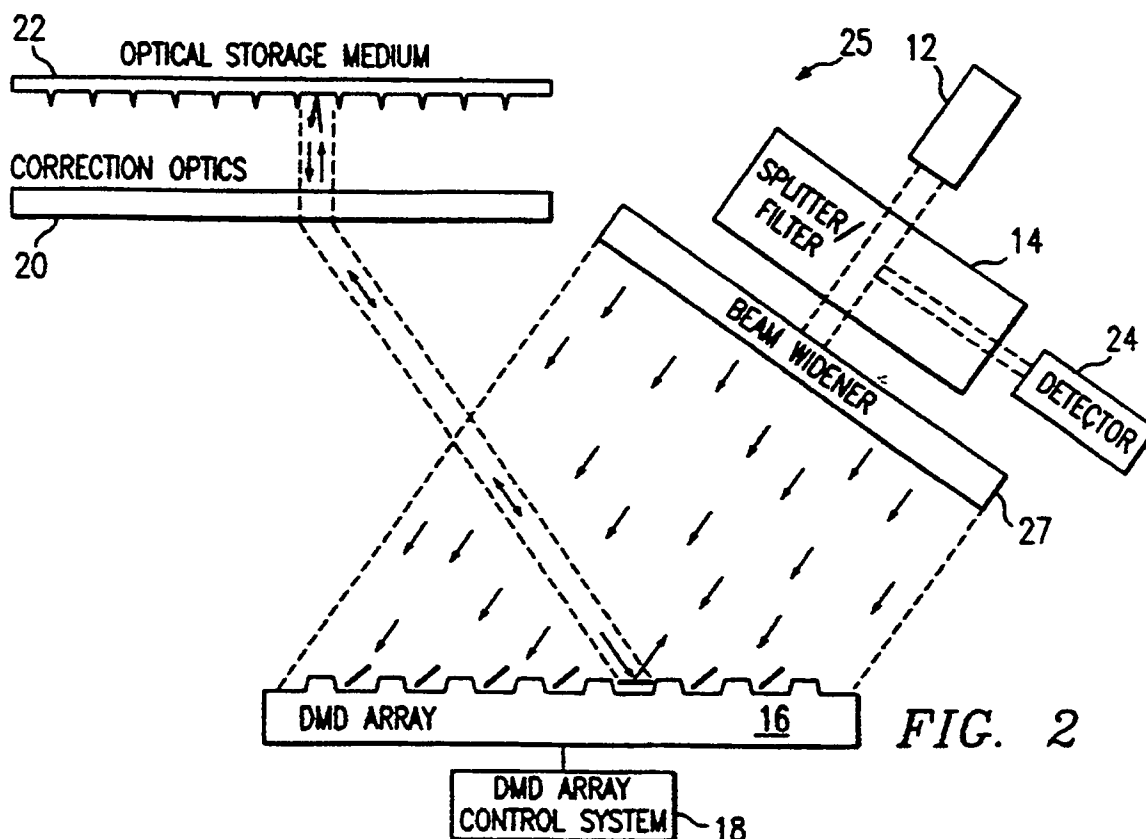 22
OPTICAL STORAGE MEDIUM
25
12
CORRECTION OPTICS
20
SPLITTER/
FILTER
14
BEAM WIDENER
24
DETECTOR
27
DMD ARRAY
16
FIG. 2
DMD ARRAY
CONTROL SYSTEM
18